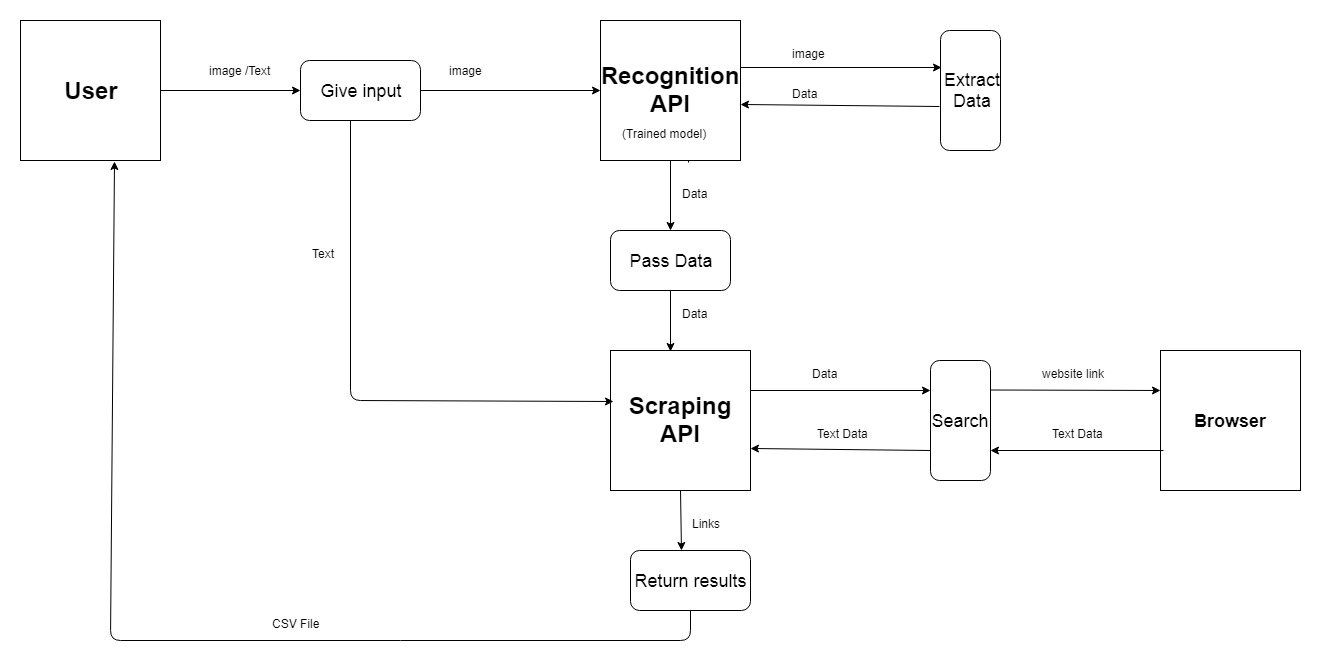 User
image /Text
Give input
image
Recognition
API
(Trained model)
image
Data
Extract
Data
Data
Pass Data
Text
Data
Scraping
API
Data
Text Data
Search
website link
Text Data
Browser
Links
Return results
CSV File